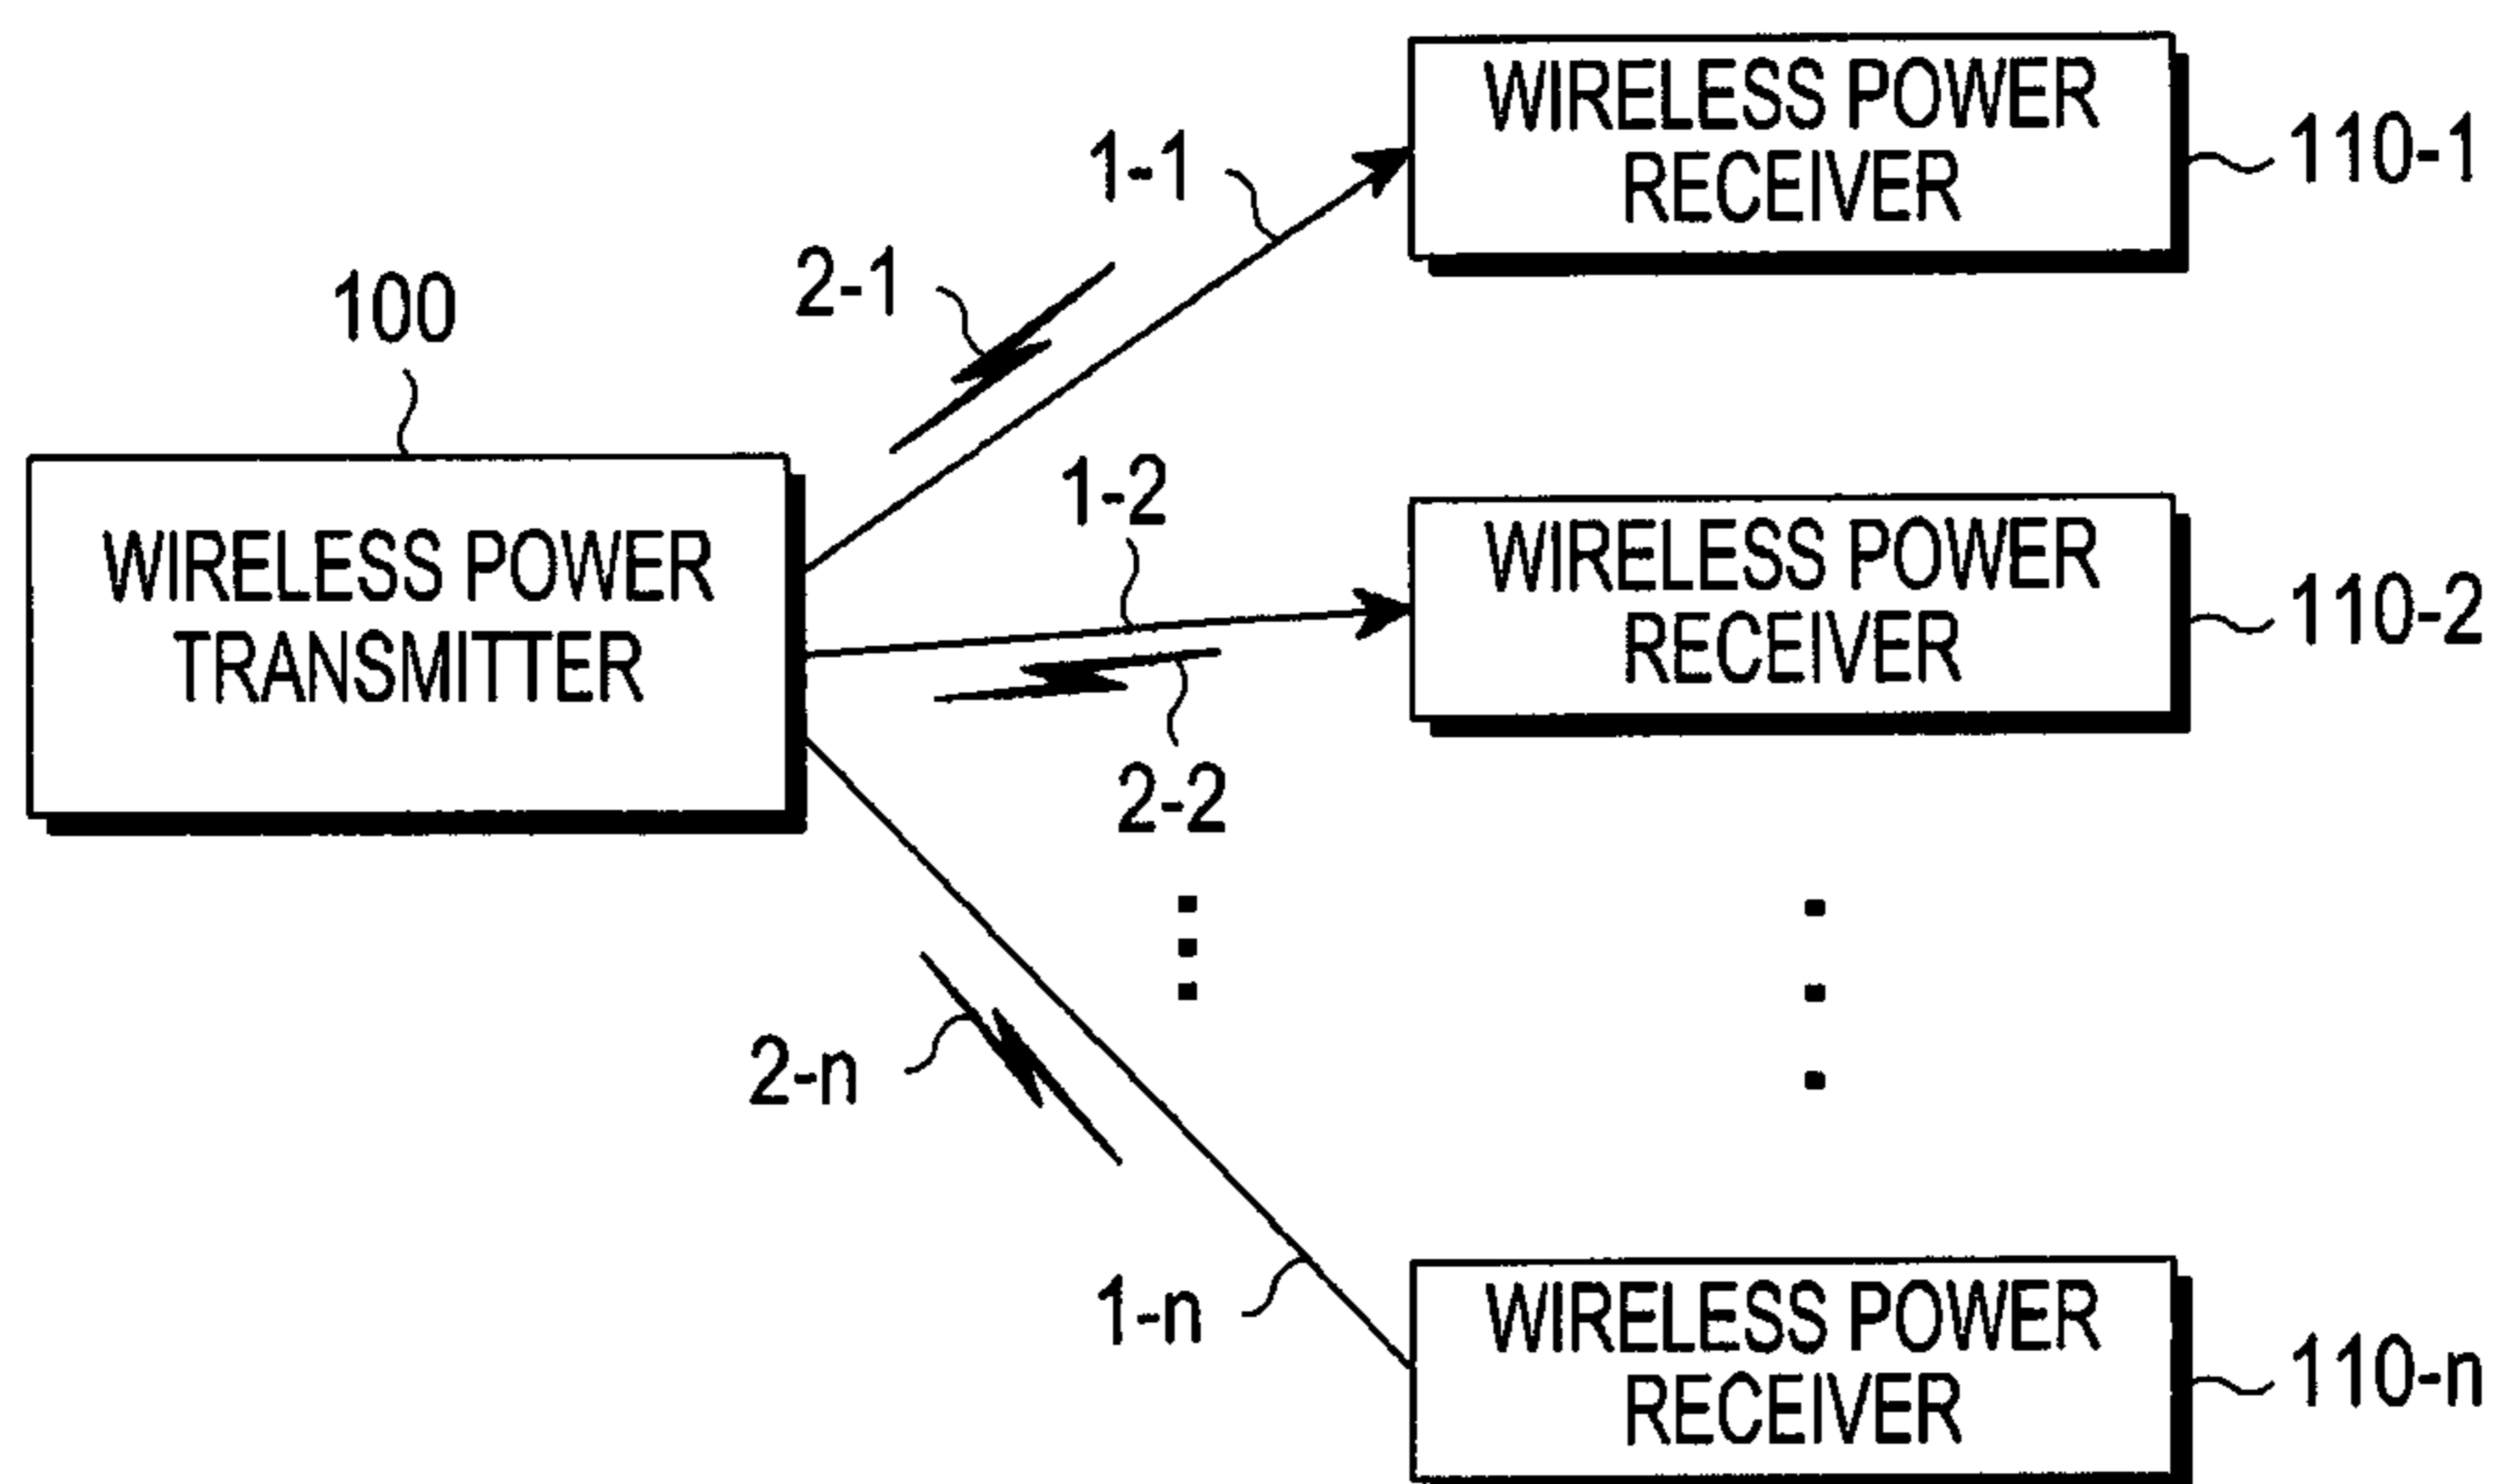 WIRELESS POWER
RECEIVER
110-1
1-1
2-1
100
WIRELESS POWER
TRANSMITTER
1-2
2-2
WIRELESS POWER
RECEIVER
110-2
2-n
1-n
WIRELESS POWER
RECEIVER
110-n